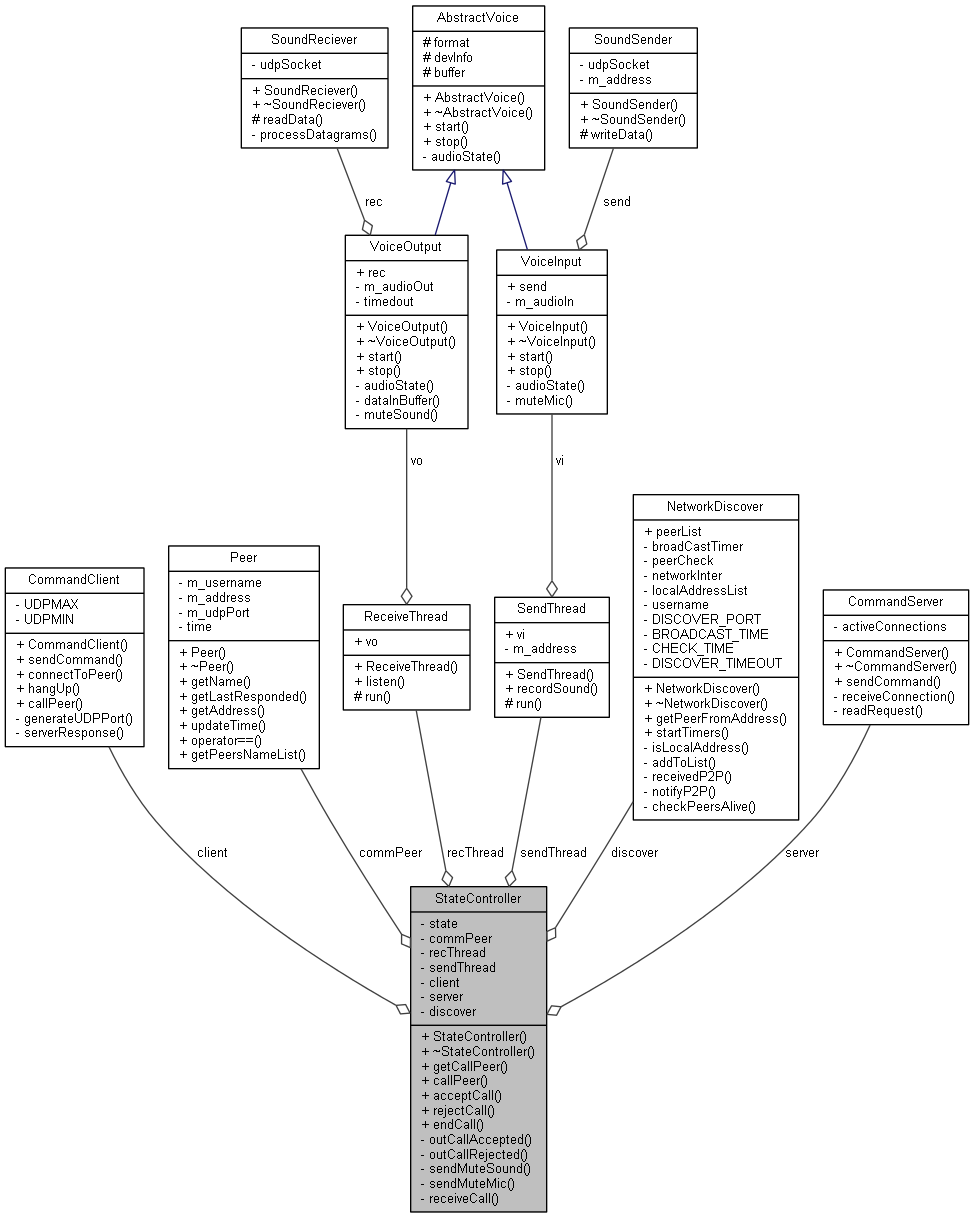 SoundReciever
- udpSocket
+ SoundReciever()
+ ~SoundReciever()
# readData()
- processDatagrams()
AbstractVoice
# format
# devInfo
# buffer
+ AbstractVoice()
+ ~AbstractVoice()
+ start()
+ stop()
- audioState()
SoundSender
- udpSocket
- m_address
+ SoundSender()
+ ~SoundSender()
# writeData()
rec
send
VoiceOutput
+ rec
- m_audioOut
- timedout
+ VoiceOutput()
+ ~VoiceOutput()
+ start()
+ stop()
- audioState()
- dataInBuffer()
- muteSound()
VoiceInput
+ send
- m_audioIn
+ VoiceInput()
+ ~VoiceInput()
+ start()
+ stop()
- audioState()
- muteMic()
vo
vi
CommandClient
- UDPMAX
- UDPMIN
+ CommandClient()
+ sendCommand()
+ connectToPeer()
+ hangUp()
+ callPeer()
- generateUDPPort()
- serverResponse()
Peer
- m_username
- m_address
- m_udpPort
- time
+ Peer()
+ ~Peer()
+ getName()
+ getLastResponded()
+ getAddress()
+ updateTime()
+ operator==()
+ getPeersNameList()
ReceiveThread
+ vo
+ ReceiveThread()
+ listen()
# run()
SendThread
+ vi
- m_address
+ SendThread()
+ recordSound()
# run()
NetworkDiscover
+ peerList
- broadCastTimer
- peerCheck
- networkInter
- localAddressList
- username
- DISCOVER_PORT
- BROADCAST_TIME
- CHECK_TIME
- DISCOVER_TIMEOUT
+ NetworkDiscover()
+ ~NetworkDiscover()
+ getPeerFromAddress()
+ startTimers()
- isLocalAddress()
- addToList()
- receivedP2P()
- notifyP2P()
- checkPeersAlive()
CommandServer
- activeConnections
+ CommandServer()
+ ~CommandServer()
+ sendCommand()
- receiveConnection()
- readRequest()
client
commPeer
recThread
sendThread
discover
server
StateController
- state
- commPeer
- recThread
- sendThread
- client
- server
- discover
+ StateController()
+ ~StateController()
+ getCallPeer()
+ callPeer()
+ acceptCall()
+ rejectCall()
+ endCall()
- outCallAccepted()
- outCallRejected()
- sendMuteSound()
- sendMuteMic()
- receiveCall()